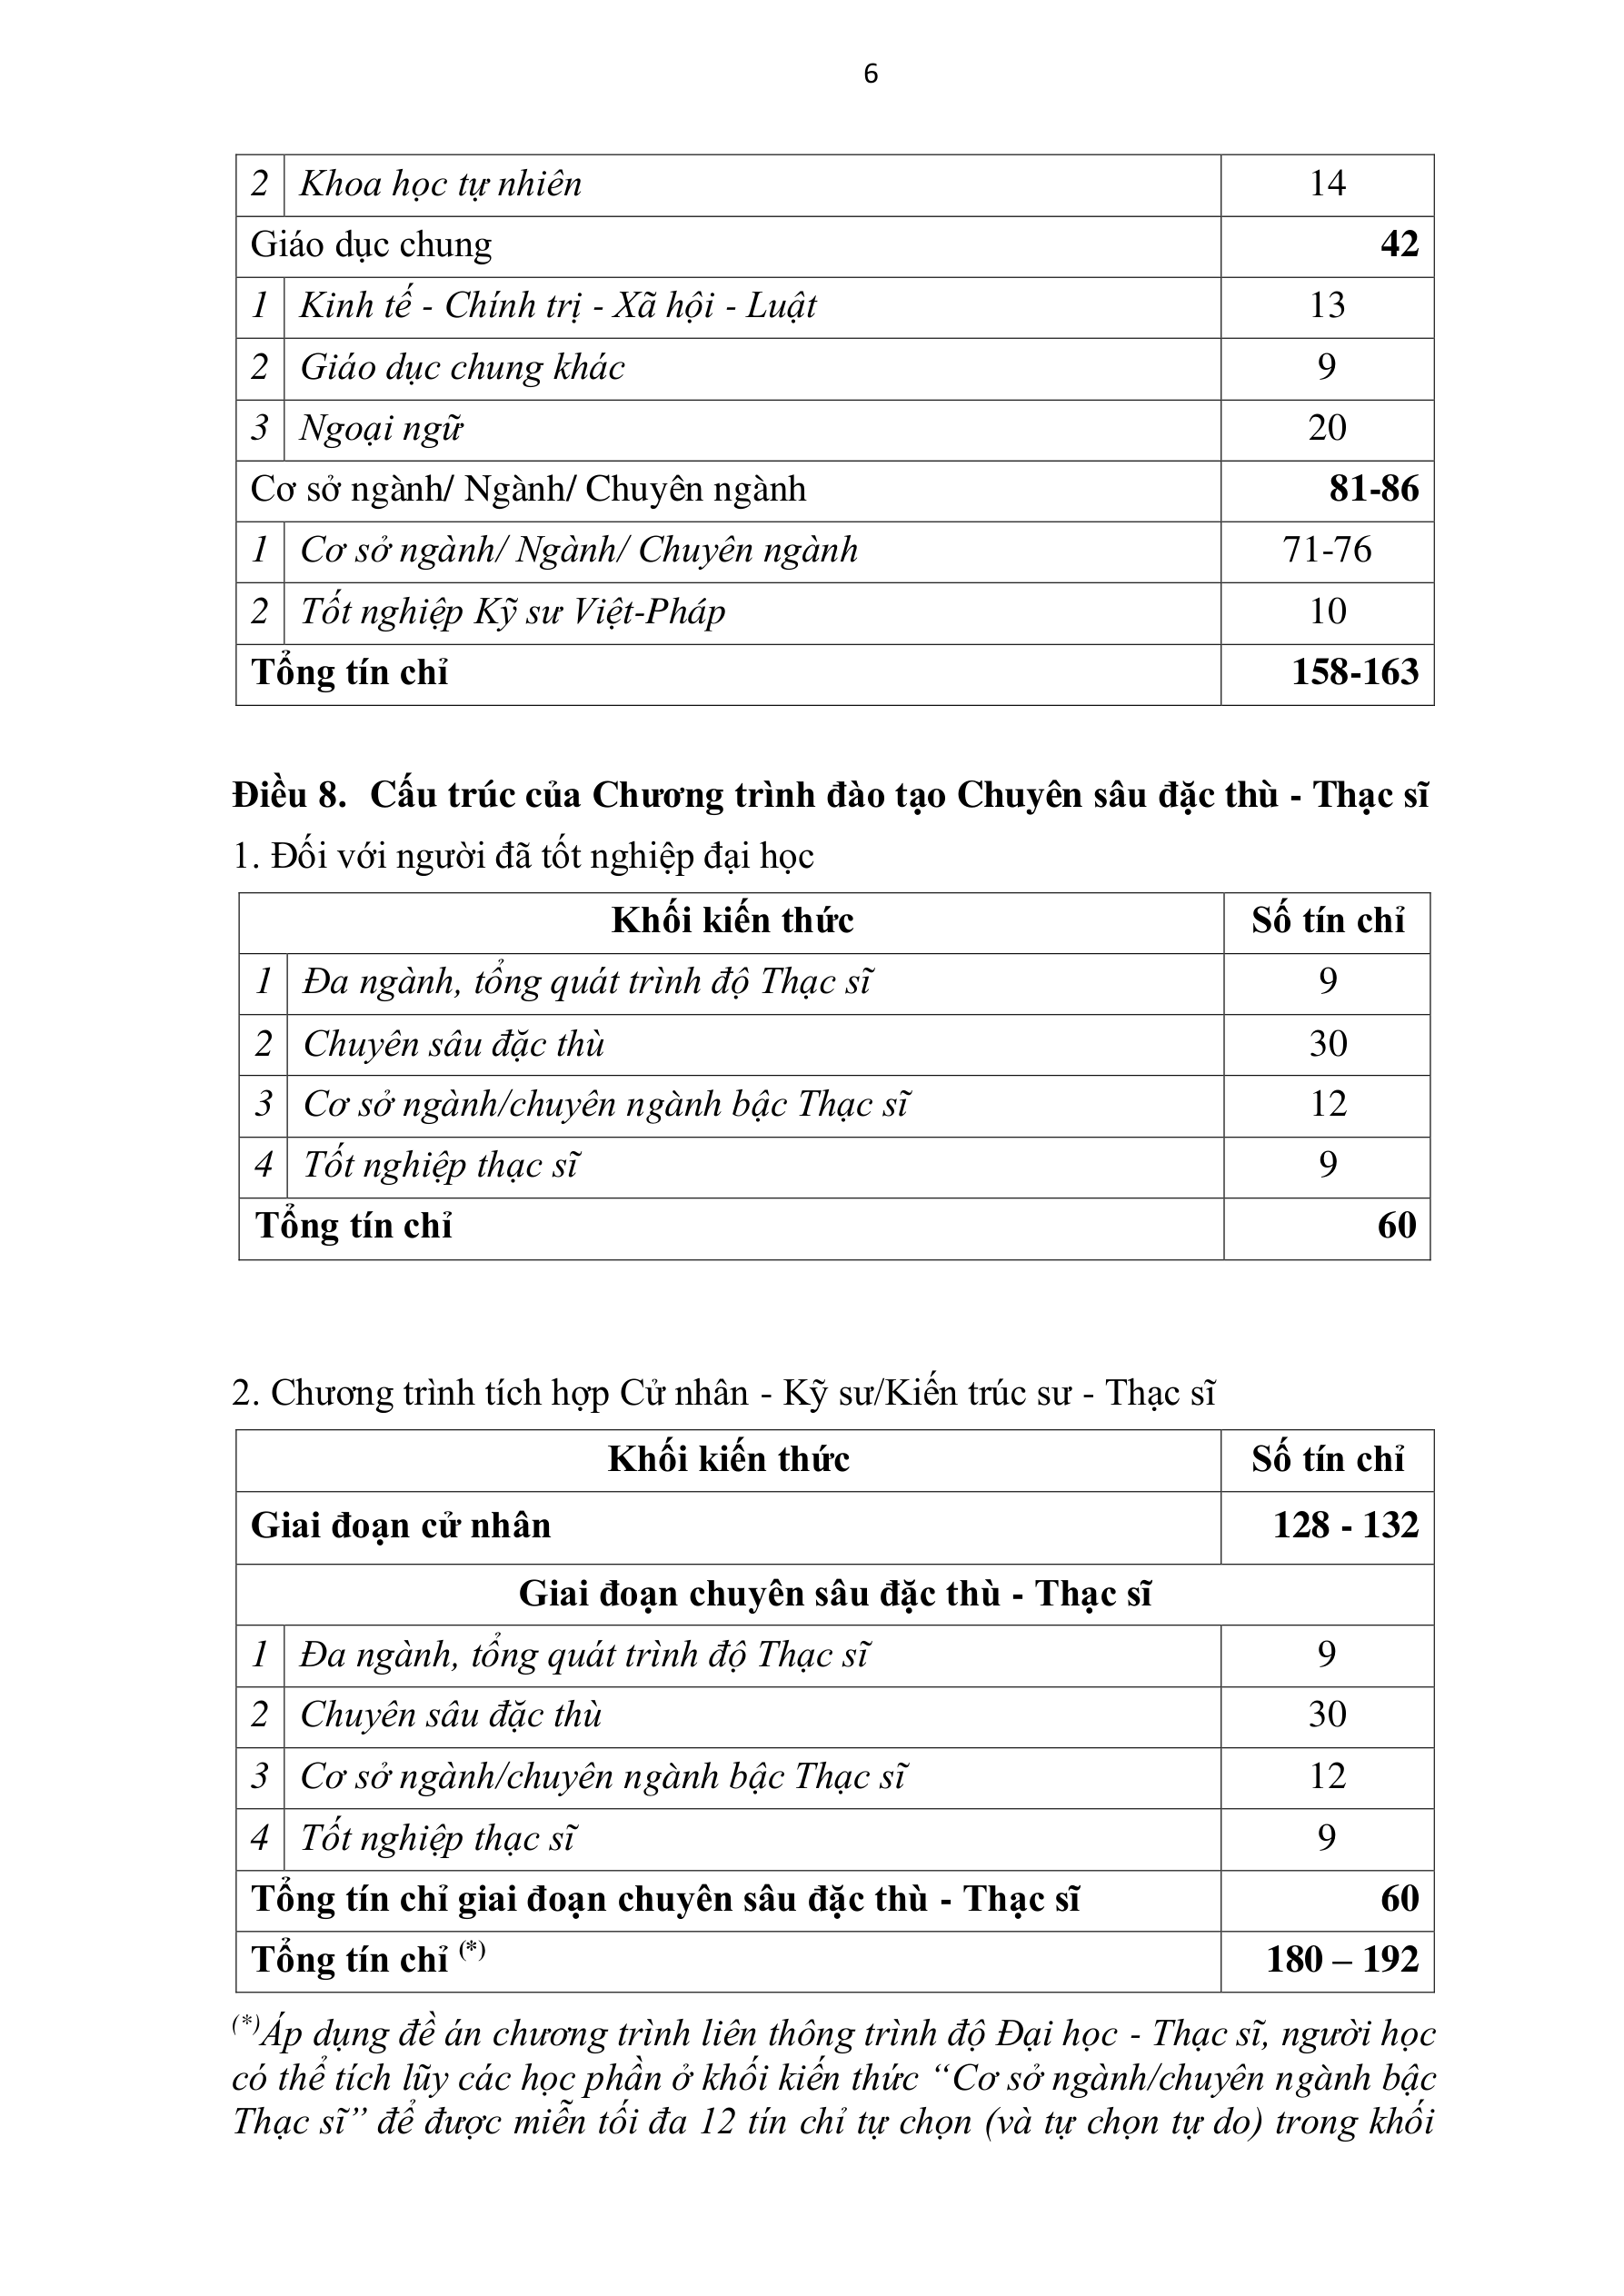 6
2 Khoa học tự nhiên 14
Giáo dục chung 42
1 Kinh tế - Chính trị - Xã hội - Luật 13
2 Giáo dục chung khác 9
3 Ngoại ngữ 20
Cơ sở ngành/ Ngành/ Chuyên ngành 81-86
1 Cơ sở ngành/ Ngành/ Chuyên ngành 71-76
2 Tốt nghiệp Kỹ sư Việt-Pháp 10
Tổng tín chỉ 158-163
Điều 8. Cấu trúc của Chương trình đào tạo Chuyên sâu đặc thù - Thạc sĩ
1. Đối với người đã tốt nghiệp đại học
Khối kiến thức Số tín chỉ
1 Đa ngành, tổng quát trình độ Thạc sĩ 9
2 Chuyên sâu đặc thù 30
3 Cơ sở ngành/chuyên ngành bậc Thạc sĩ 12
4 Tốt nghiệp thạc sĩ 9
Tổng tín chỉ 60
2. Chương trình tích hợp Cử nhân - Kỹ sư/Kiến trúc sư - Thạc sĩ
Khối kiến thức Số tín chỉ
Giai đoạn cử nhân 128 - 132
Giai đoạn chuyên sâu đặc thù - Thạc sĩ
1 Đa ngành, tổng quát trình độ Thạc sĩ 9
2 Chuyên sâu đặc thù 30
3 Cơ sở ngành/chuyên ngành bậc Thạc sĩ 12
4 Tốt nghiệp thạc sĩ 9
Tổng tín chỉ giai đoạn chuyên sâu đặc thù - Thạc sĩ 60
Tổng tín chỉ (*) 180 – 192
(*)Áp dụng đề án chương trình liên thông trình độ Đại học - Thạc sĩ, người học
có thể tích lũy các học phần ở khối kiến thức “Cơ sở ngành/chuyên ngành bậc
Thạc sĩ” để được miễn tối đa 12 tín chỉ tự chọn (và tự chọn tự do) trong khối